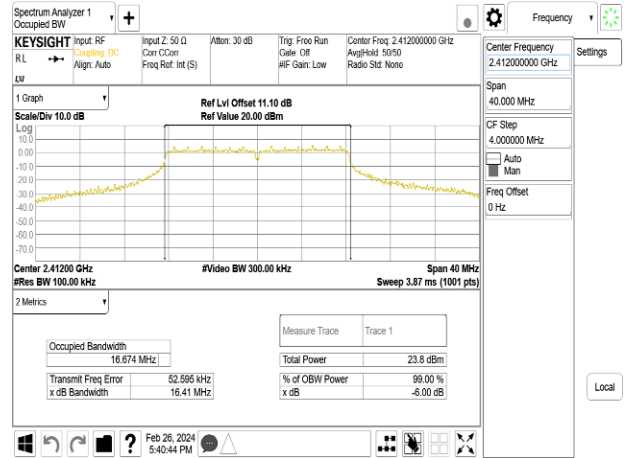 Spectrum Analyzer 1
Occupied BW
Frequency
KEYSIGHT
RL
Input: RF
Coupling: DC
Align: Auto
Input Z: 50 Ω
Corr CCorr
Freq Ref: Int (S)
Atten: 30 dB
Trig: Free Run
Gate: Off
#IF Gain: Low
Center Freq: 2.412000000 GHz
Avg|Hold: 50/50
Radio Std: None
Center Frequency
2.412000000 GHz
Settings
Span
40.000 MHz
CF Step
4.000000 MHz
Auto
Man
Freq Offset
0 Hz
1 Graph
Scale/Div 10.0 dB
Ref Lvl Offset 11.10 dB
Ref Value 20.00 dBm
Log
10.0
0.00
-10.0
-20.0
-30.0
-40.0
-50.0
-60.0
-70.0
Center 2.41200 GHz
#Res BW 100.00 kHz
#Video BW 300.00 kHz
Span 40 MHz
Sweep 3.87 ms (1001 pts)
2 Metrics
Measure Trace
Trace 1
Occupied Bandwidth
16.674 MHz
Total Power
23.8 dBm
Transmit Freq Error
52.595 kHz
% of OBW Power
99.00 %
x dB Bandwidth
16.41 MHz
x dB
-6.00 dB
Local
?
Feb 26, 2024
5:40:44 PM